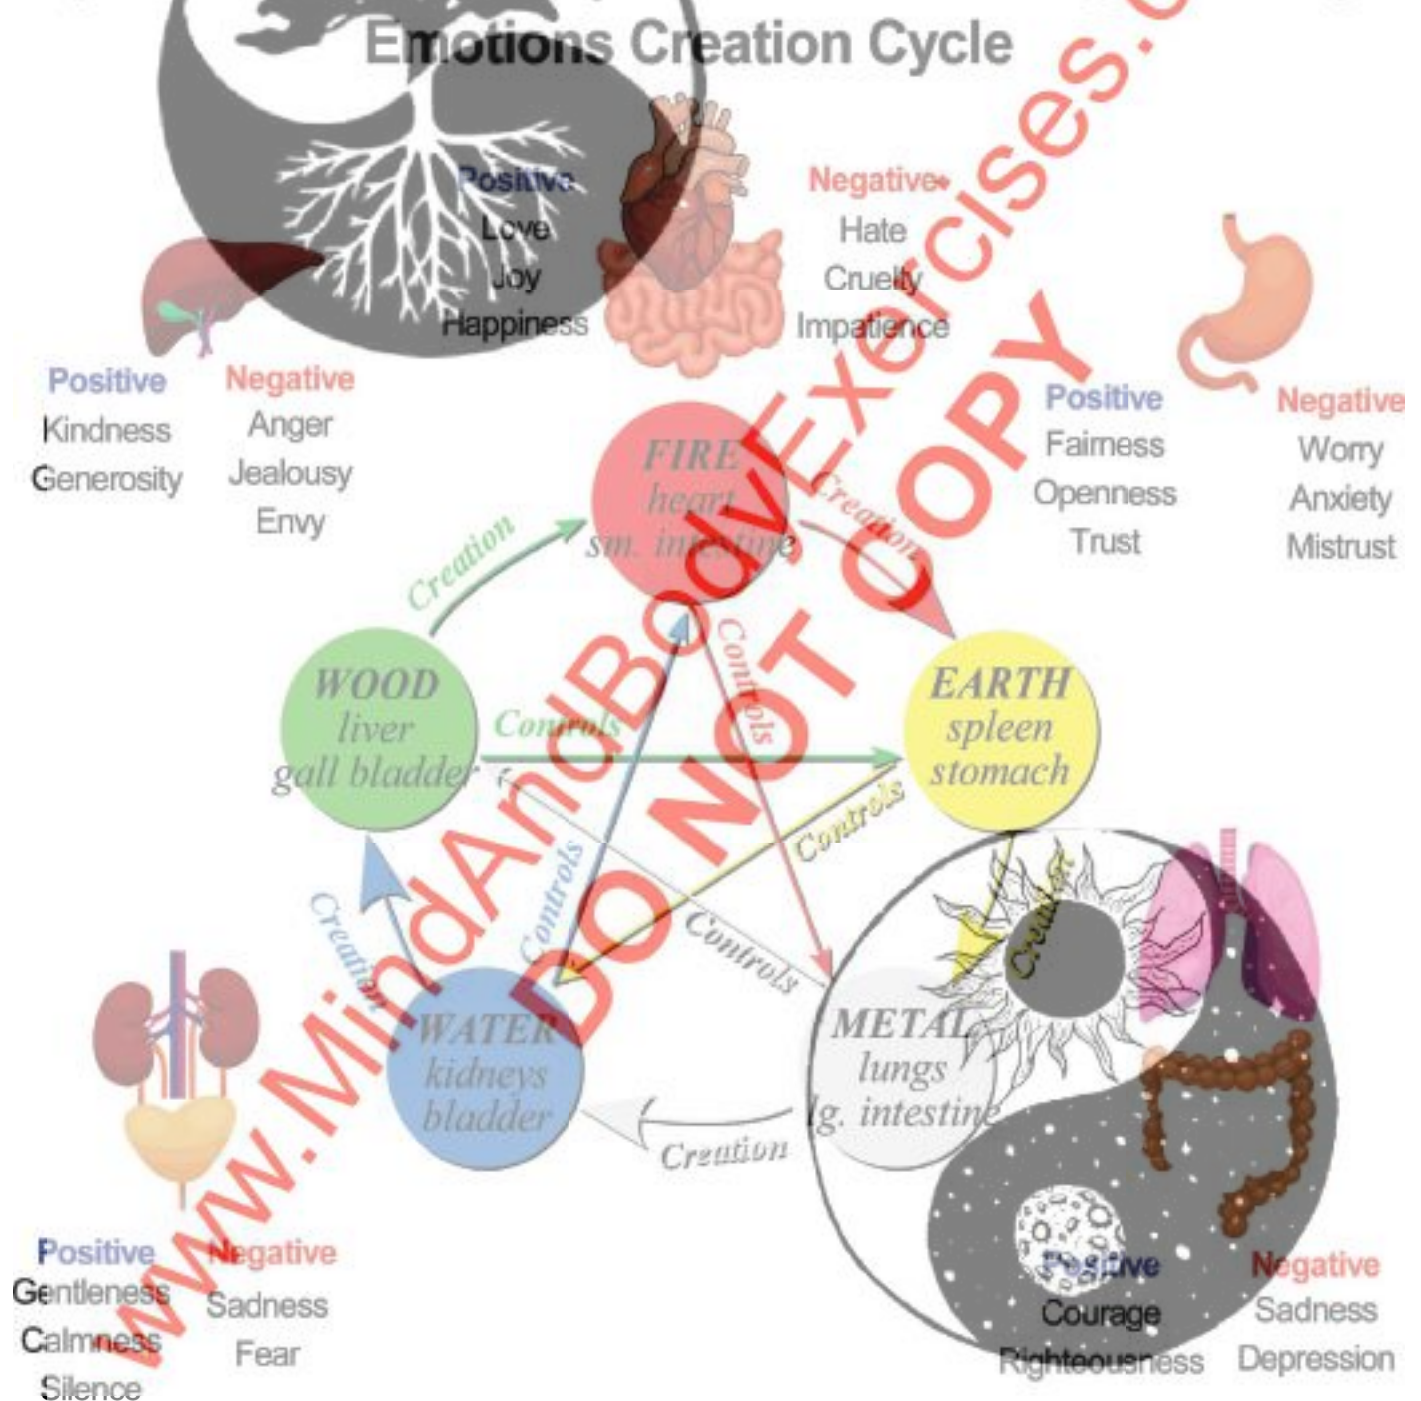 Emotions Creation Cycle
Positive
Love
Joy
Happiness
Negative
Hate
Cruelty
Impatience
Positive
Kindness
Generosity
Negative
Anger
Jealousy
Envy
Positive
Fairness
Openness
Trust
Negative
Worry
Anxiety
Mistrust
FIRE
heart
sm. intestine
Creation
Creation
WOOD
liver
gall bladder
Controls
Controls
EARTH
spleen
stomach
Controls
Controls
Controls
Creation
Creation
WATER
kidneys
bladder
METAL
lungs
lg. intestine
Creation
Positive
Gentleness
Calmness
Silence
Negative
Sadness
Fear
Positive
Courage
Righteousness
Negative
Sadness
Depression
www.MindAndBodyExercises.c
DO NOT COPY